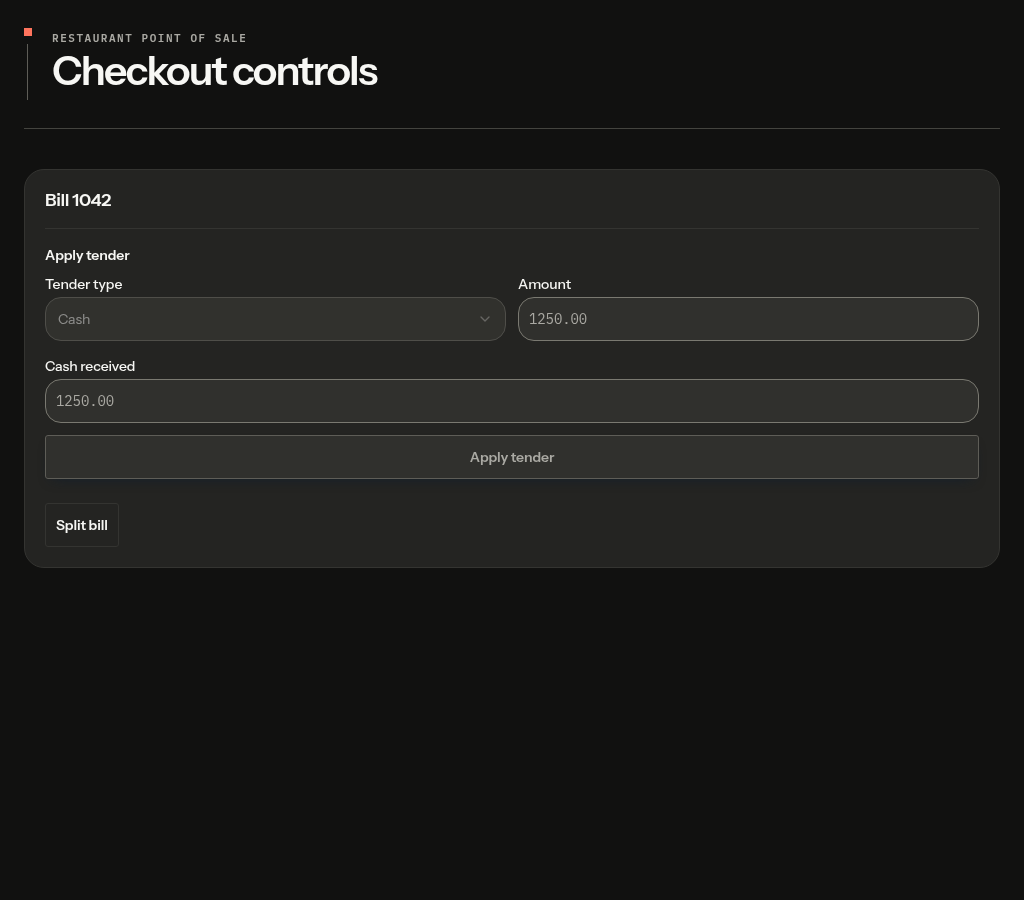 RESTAURANT POINT OF SALE
Checkout controls
Bill 1042
Apply tender
Tender type
Amount
Cash
1250.00
Cash received
1250.00
Apply tender
Split bill